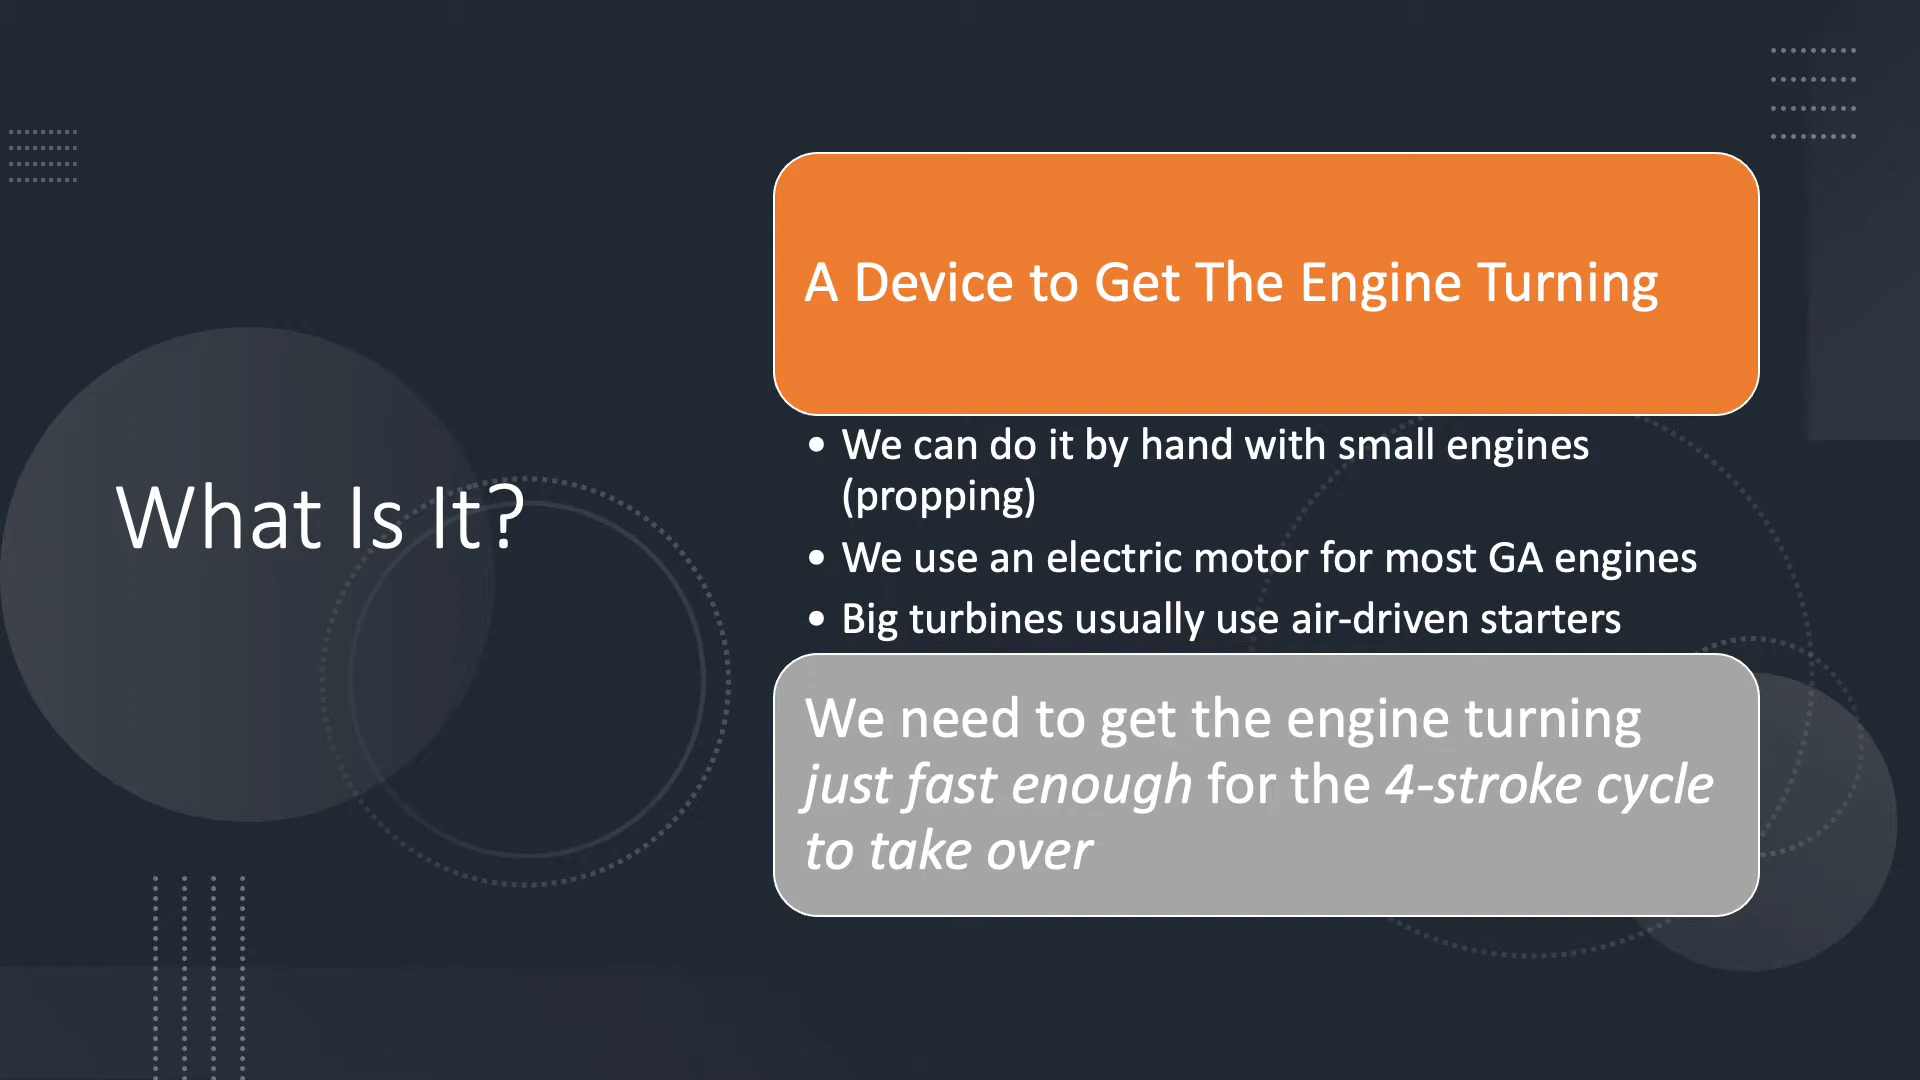 What Is It?
A Device to Get The Engine Turning
• We can do it by hand with small engines
(propping)
• We use an electric motor for most GA engines
• Big turbines usually use air-driven starters
We need to get the engine turning
just fast enough for the 4-stroke cycle
to take over